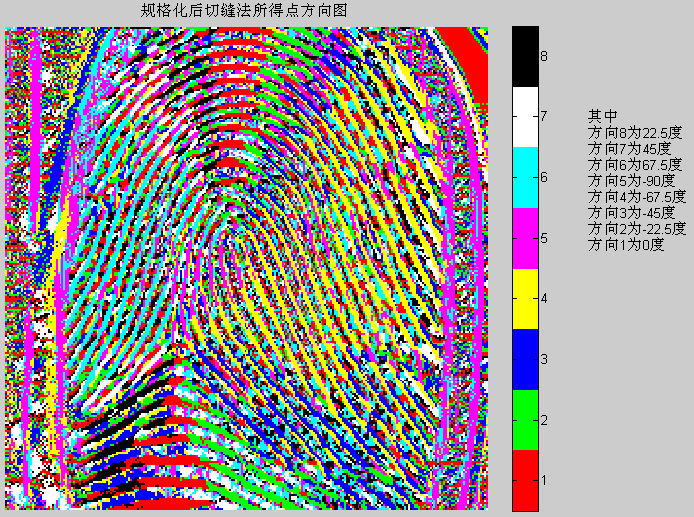 规格化后切缝法所得点方向图
8
7
6
5
4
3
2
1
其中
方向8为22.5度
方向7为45度
方向6为67.5度
方向5为-90度
方向4为-67.5度
方向3为-45度
方向2为-22.5度
方向1为0度